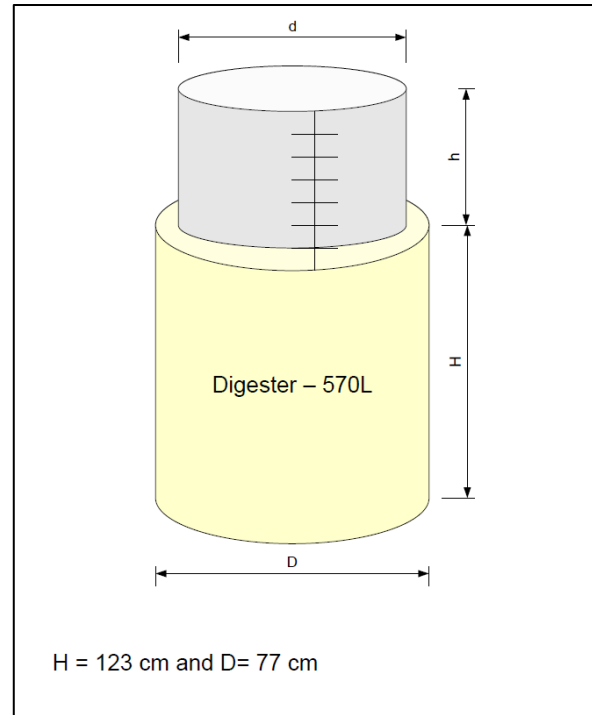 d
h
H
Digester – 570L
D
H = 123 cm and D= 77 cm